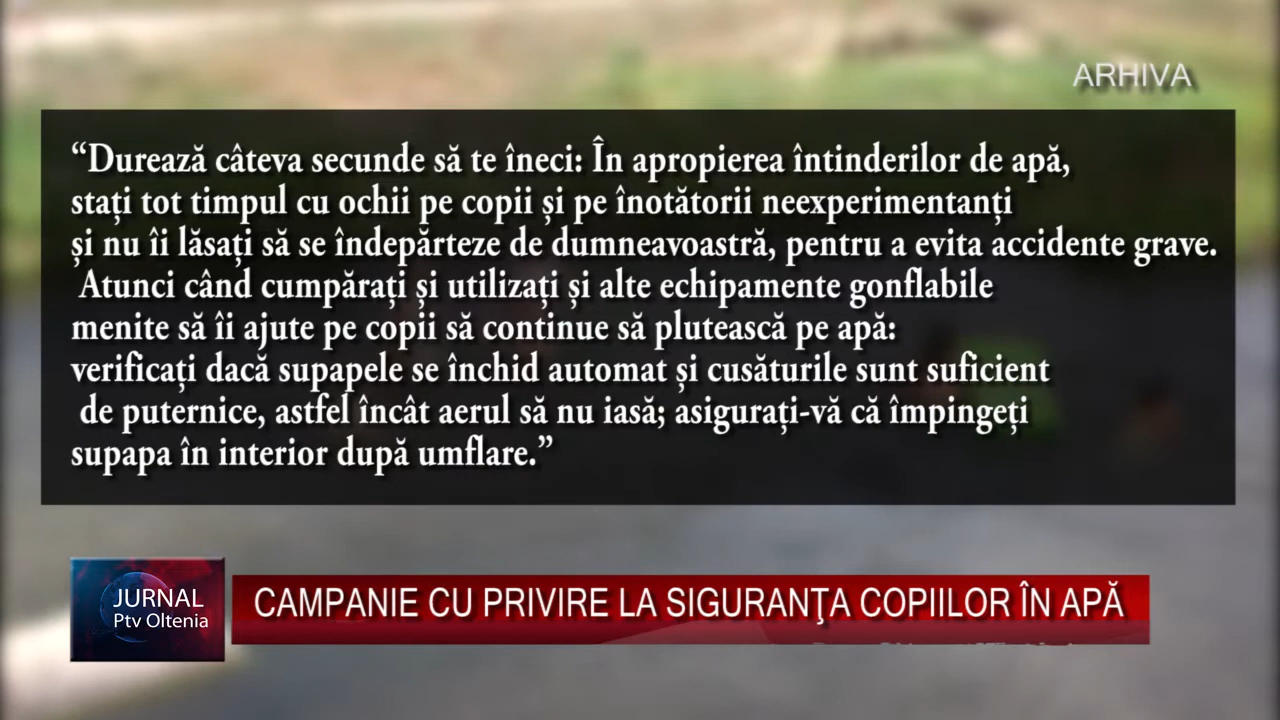 ARHIVA
“Durează câteva secunde să te îneci: În apropierea întinderilor de apă,
stați tot timpul cu ochii pe copii și pe înotătorii neexperimentanți
și nu îi lăsați să se îndepărteze de dumneavoastră, pentru a evita accidente grave.
Atunci când cumpărați și utilizați și alte echipamente gonflabile
menite să îi ajute pe copii să continue să plutească pe apă:
verificați dacă supapele se închid automat și cusăturile sunt suficient
de puternice, astfel încât aerul să nu iasă; asigurați-vă că împingeți
supapa în interior după umflare.”
JURNAL
Ptv Oltenia
CAMPANIE CU PRIVIRE LA SIGURANŢA COPIILOR ÎN APĂ